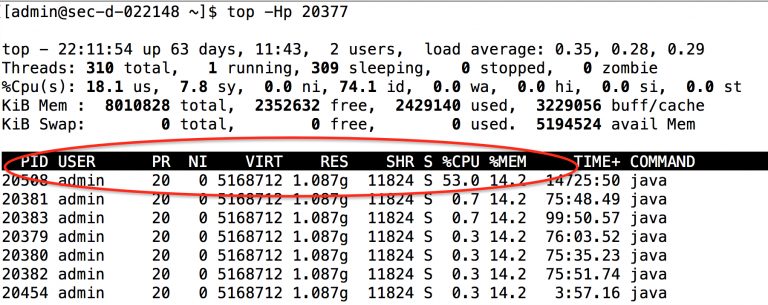 [[admin@sec-d-022148 ~]$ top -Hp 20377
top - 22:11:54 up 63 days, 11:43,  2 users,  load average: 0.35, 0.28, 0.29
Threads: 310 total,   1 running, 309 sleeping,   0 stopped,   0 zombie
%Cpu(s): 18.1 us,  7.8 sy,  0.0 ni, 74.1 id,  0.0 wa,  0.0 hi,  0.0 si,  0.0 st
KiB Mem :  8010828 total,  2352632 free,  2429140 used,  3229056 buff/cache
KiB Swap:        0 total,        0 free,        0 used.  5194524 avail Mem
PID USER      PR  NI    VIRT    RES    SHR S %CPU %MEM     TIME+ COMMAND
20508 admin     20   0 5168712 1.087g  11824 S 53.0 14.2  14725:50 java
20381 admin     20   0 5168712 1.087g  11824 S  0.7 14.2  75:48.49 java
20383 admin     20   0 5168712 1.087g  11824 S  0.7 14.2  99:50.57 java
20379 admin     20   0 5168712 1.087g  11824 S  0.3 14.2  76:03.52 java
20380 admin     20   0 5168712 1.087g  11824 S  0.3 14.2  75:35.23 java
20382 admin     20   0 5168712 1.087g  11824 S  0.3 14.2  75:51.74 java
20454 admin     20   0 5168712 1.087g  11824 S  0.3 14.2   3:57.16 java